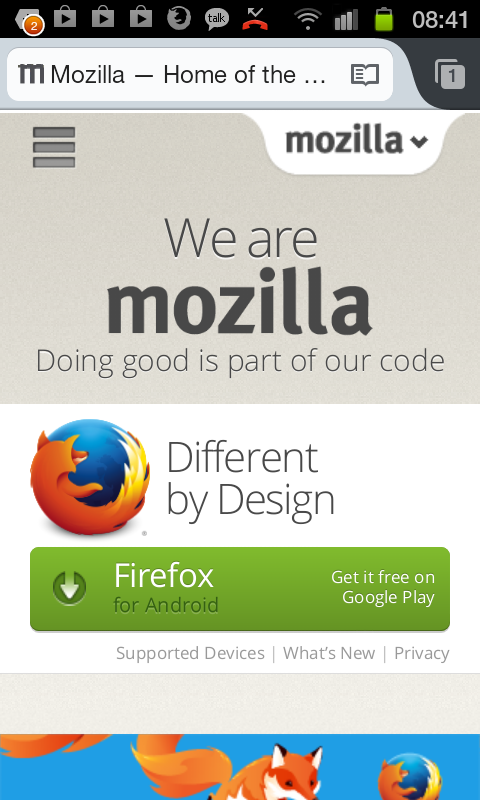 2 talk 08:41
m Mozilla — Home of the … 1
mozilla
We are
mozilla
Doing good is part of our code
Different
by Design
Firefox
for Android
Get it free on
Google Play
Supported Devices | What's New | Privacy